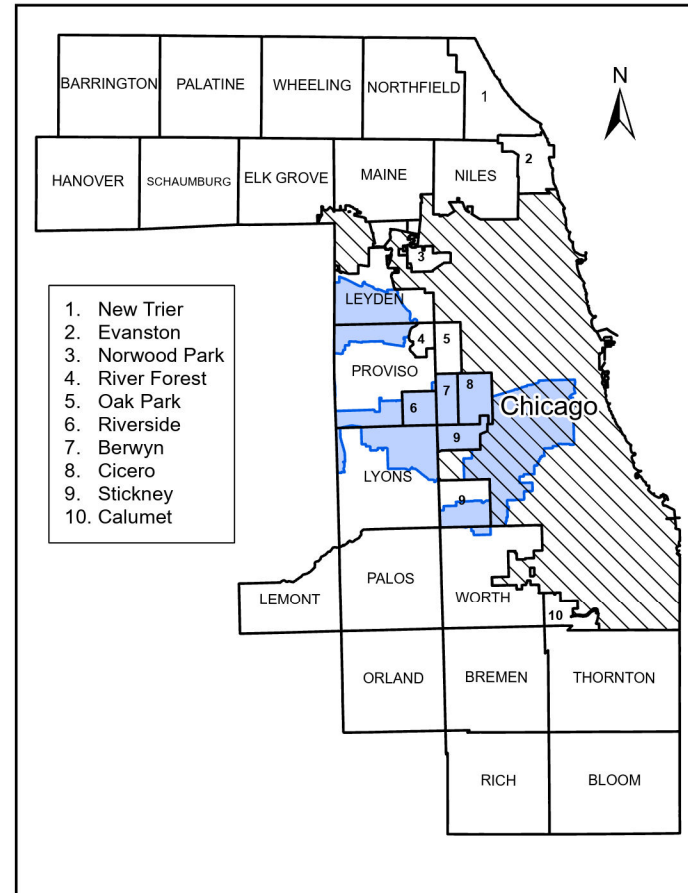 N
BARRINGTON
PALATINE
WHEELING
NORTHFIELD
1
2
HANOVER
SCHAUMBURG
ELK GROVE
MAINE
NILES
3
LEYDEN
4
5
PROVISO
6
7
8
Chicago
9
LYONS
9
1. New Trier
2. Evanston
3. Norwood Park
4. River Forest
5. Oak Park
6. Riverside
7. Berwyn
8. Cicero
9. Stickney
10. Calumet
PALOS
LEMONT
WORTH
10
ORLAND
BREMEN
THORNTON
RICH
BLOOM